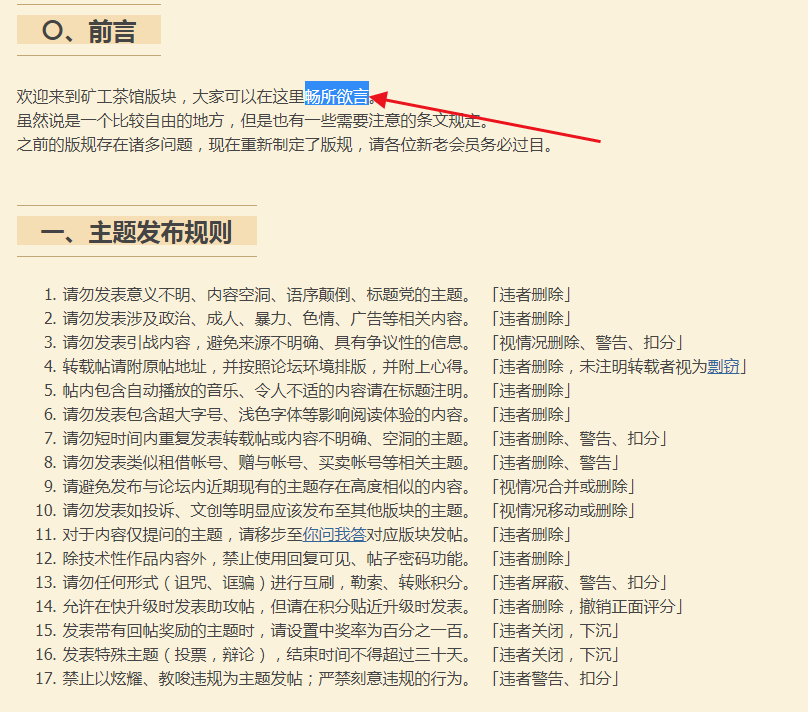 〇、前言
欢迎来到矿工茶馆版块，大家可以在这里畅所欲言。
虽然说是一个比较自由的地方，但是也有一些需要注意的条文规定。
之前的版规存在诸多问题，现在重新制定了版规，请各位新老会员务必过目。
一、主题发布规则
1. 请勿发表意义不明、内容空洞、语序颠倒、标题党的主题。 「违者删除」
2. 请勿发表涉及政治、成人、暴力、色情、广告等相关内容。 「违者删除」
3. 请勿发表引战内容，避免来源不明确、具有争议性的信息。 「视情况删除、警告、扣分」
4. 转载帖请附原帖地址，并按照论坛环境排版，并附上心得。 「违者删除，未注明转载者视为剽窃」
5. 帖内包含自动播放的音乐、令人不适的内容请在标题注明。 「违者删除」
6. 请勿发表包含超大字号、浅色字体等影响阅读体验的内容。 「违者删除」
7. 请勿短时间内重复发表转载帖或内容不明确、空洞的主题。 「违者删除、警告、扣分」
8. 请勿发表类似租借帐号、赠与帐号、买卖帐号等相关主题。 「违者删除、警告」
9. 请避免发布与论坛内近期现有的主题存在高度相似的内容。 「视情况合并或删除」
10. 请勿发表如投诉、文创等明显应该发布至其他版块的主题。 「视情况移动或删除」
11. 对于内容仅提问的主题，请移步至你问我答对应版块发帖。 「违者删除」
12. 除技术性作品内容外，禁止使用回复可见、帖子密码功能。 「违者删除」
13. 请勿任何形式（诅咒、诓骗）进行互刷，勒索、转账积分。 「违者屏蔽、警告、扣分」
14. 允许在快升级时发表助攻帖，但请在积分贴近升级时发表。 「违者删除，撤销正面评分」
15. 发表带有回帖奖励的主题时，请设置中奖率为百分之一百。 「违者关闭，下沉」
16. 发表特殊主题（投票，辩论），结束时间不得超过三十天。 「违者关闭，下沉」
17. 禁止以炫耀、教唆违规为主题发帖；严禁刻意违规的行为。 「违者警告、扣分」